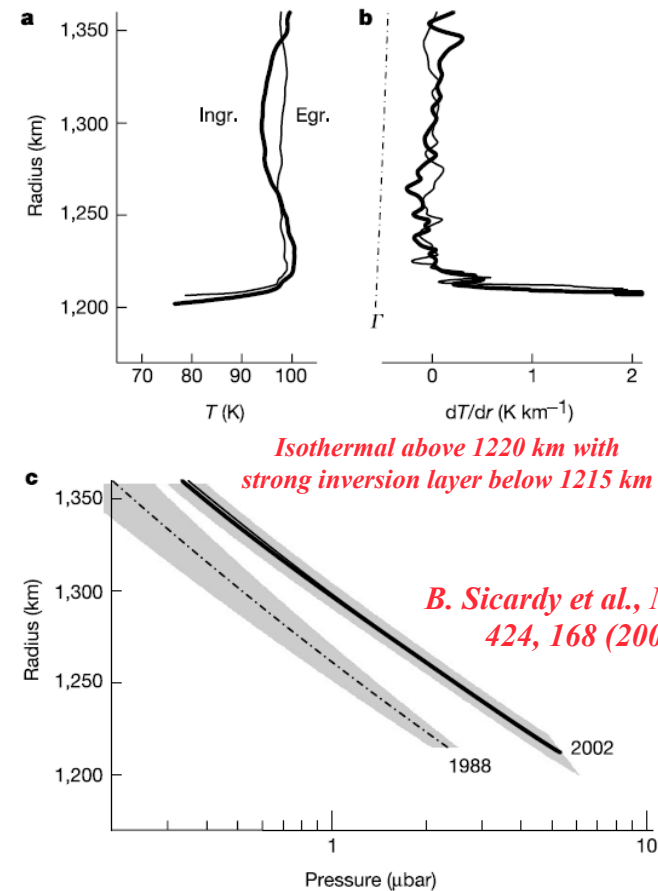 a
b
1,350
1,300
1,250
1,200
Radius (km)
Ingr.
Egr.
Γ
70 80 90 100
0 1 2
T (K)
dT/dr (K km⁻¹)
Isothermal above 1220 km with
strong inversion layer below 1215 km
c
1,350
1,300
1,250
1,200
Radius (km)
B. Sicardy et al.,
424, 168
2002
1988
1 10
Pressure (μbar)